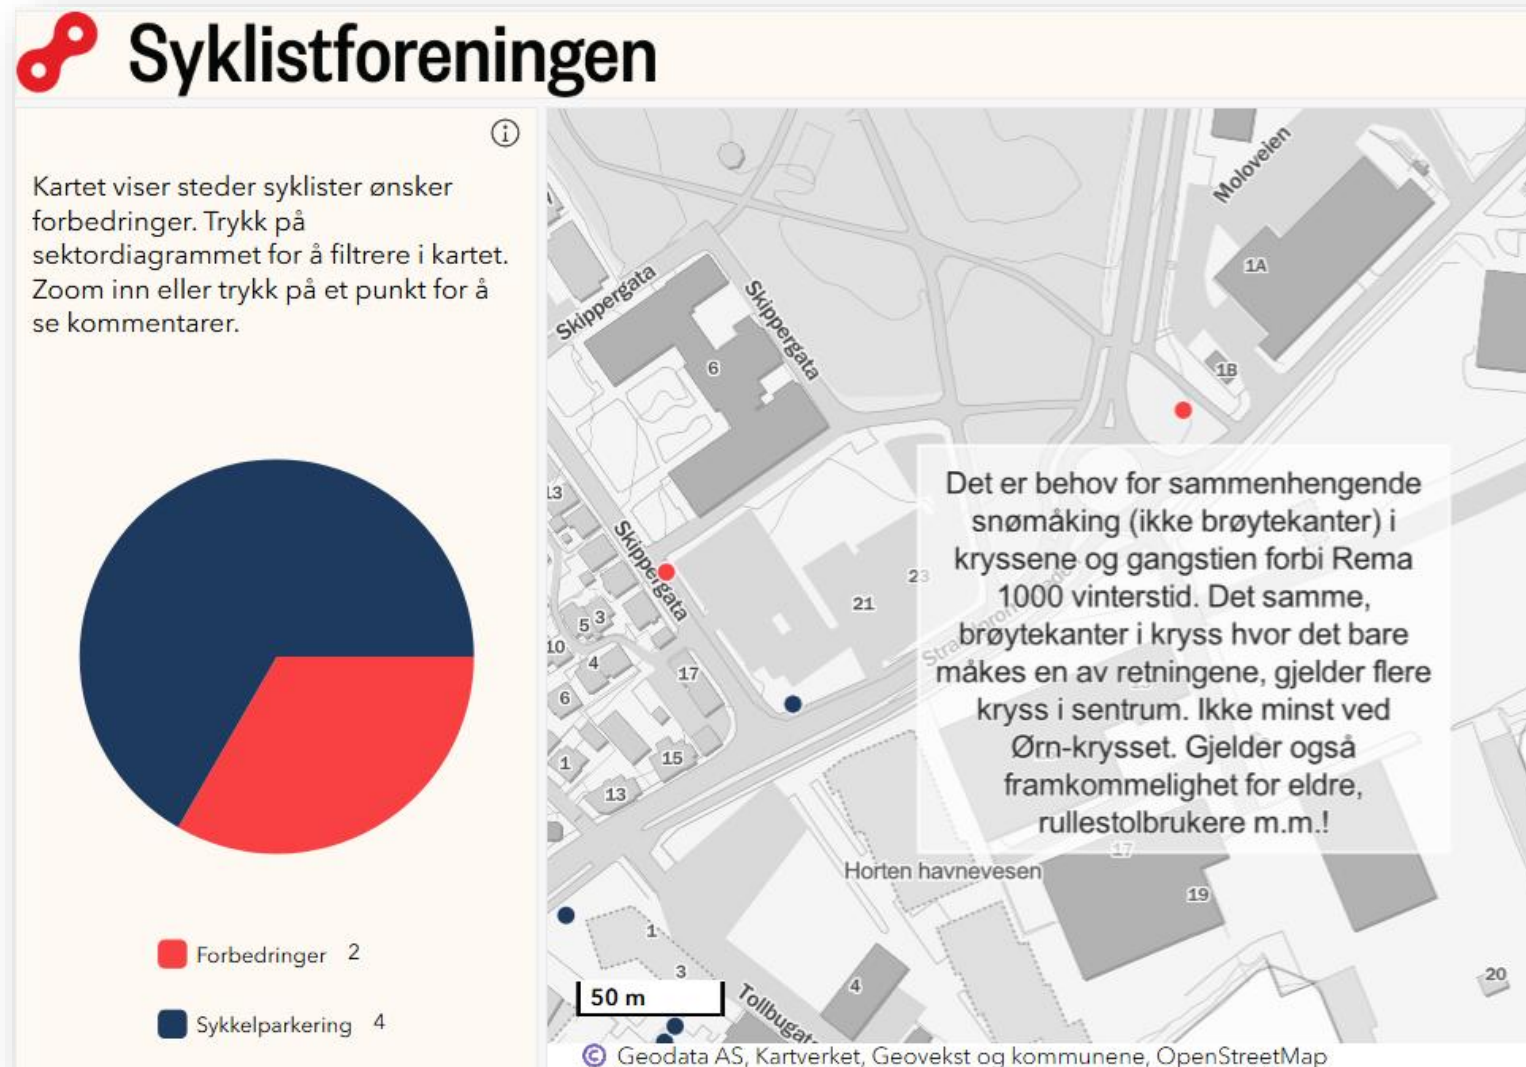 Syklistforeningen
Kartet viser steder syklister ønsker
forbedringer. Trykk på
sektordiagrammet for å filtrere i kartet.
Zoom inn eller trykk på et punkt for å
se kommentarer.
Forbedringer 2
Sykkelparkering 4
Moloveien
1A
Skippergata
Skippergata
6
1B
13
Skippergata
23
21
5 3
10
4
17
6
1
15
13
Det er behov for sammenhengende
snømåking (ikke brøytekanter) i
kryssene og gangstien forbi Rema
1000 vinterstid. Det samme,
brøytekanter i kryss hvor det bare
måkes en av retningene, gjelder flere
kryss i sentrum. Ikke minst ved
Ørn-krysset. Gjelder også
framkommelighet for eldre,
rullestolbrukere m.m.!
17
Horten havnevesen
19
1
3
4
20
50 m
© Geodata AS, Kartverket, Geovekst og kommunene, OpenStreetMap